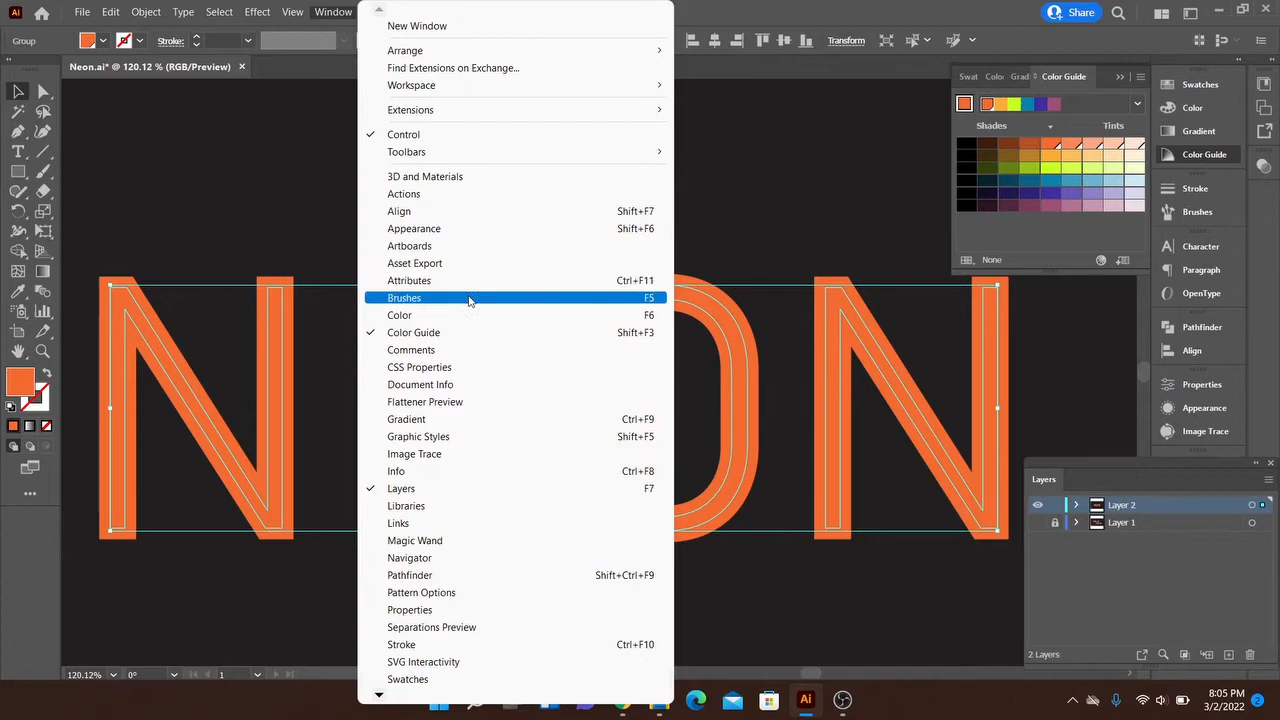 Ai File Edit Object Type Select Effect View Window Share
Group Stroke: Transform
Neon.ai* @ 120.12 % (RGB/Preview) ×
New Window
Arrange
Find Extensions on Exchange...
Workspace
Extensions
Control
Toolbars
3D and Materials
Actions
Align Shift+F7
Appearance Shift+F6
Artboards
Asset Export
Attributes Ctrl+F11
Brushes F5
Color F6
Color Guide Shift+F3
Comments
CSS Properties
Document Info
Flattener Preview
Gradient Ctrl+F9
Graphic Styles Shift+F5
Image Trace
Info Ctrl+F8
Layers F7
Libraries
Links
Magic Wand
Navigator
Pathfinder Shift+Ctrl+F9
Pattern Options
Properties
Separations Preview
Stroke Ctrl+F10
SVG Interactivity
Swatches
N ON
Swat Colo Grad Color Guide
Shades Tints
None
Swatches
Color
Gradient
Color Guide
Stroke
Brushes
Character
Paragraph
OpenType
Pathfinder
Align
Properties
Appearance
Image Trace
Layers
Layer 2
Layer 1
2 Layers
120.12% 0° 1
Ai
8:05 PM
3/2/2022